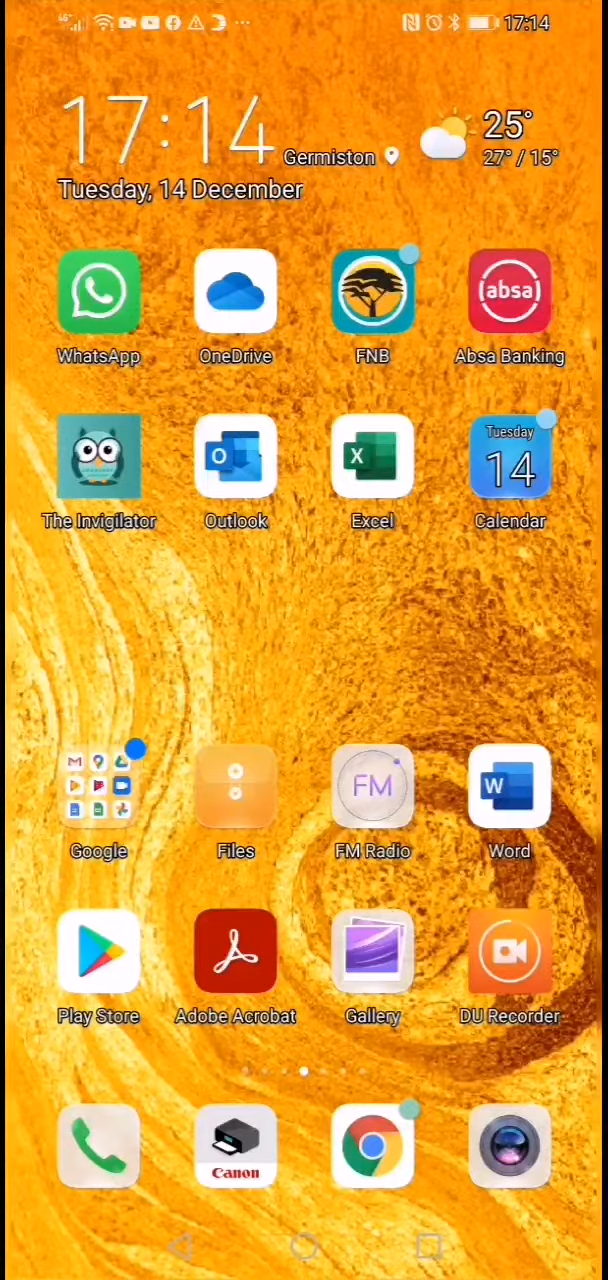 4G+ 17:14
17:14 Germiston 25°
27° / 15°
Tuesday, 14 December
absa
WhatsApp OneDrive FNB Absa Banking
Tuesday
O X 14
The Invigilator Outlook Excel Calendar
FM W
Google Files FM Radio Word
Play Store Adobe Acrobat Gallery DU Recorder
Canon